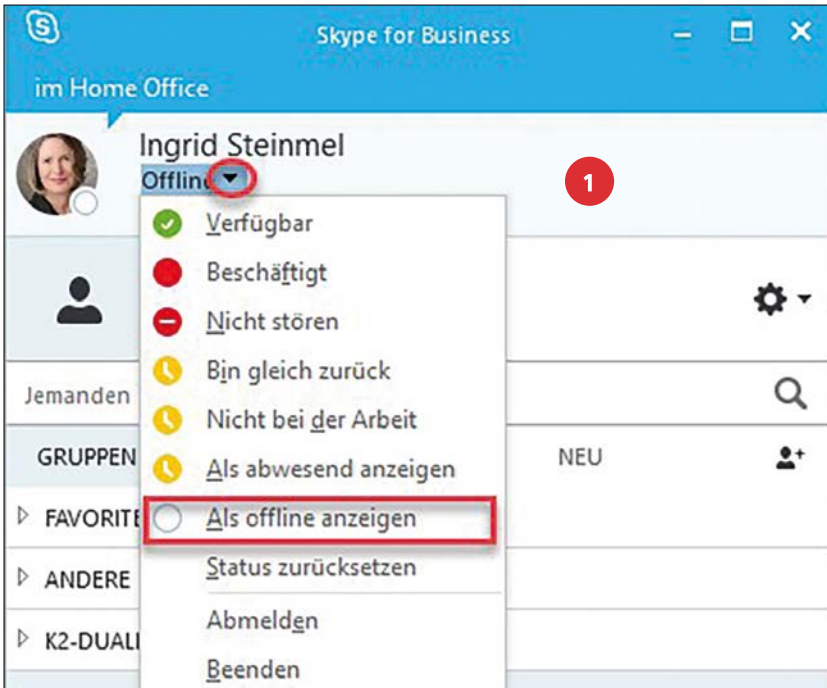 Skype for Business
im Home Office
Ingrid Steinmel
Offline
1
Verfügbar
Beschäftigt
Nicht stören
Bin gleich zurück
Jemanden
Nicht bei der Arbeit
GRUPPEN
NEU
Als abwesend anzeigen
FAVORITE
Als offline anzeigen
Status zurücksetzen
ANDERE
Abmelden
K2-DUALI
Beenden